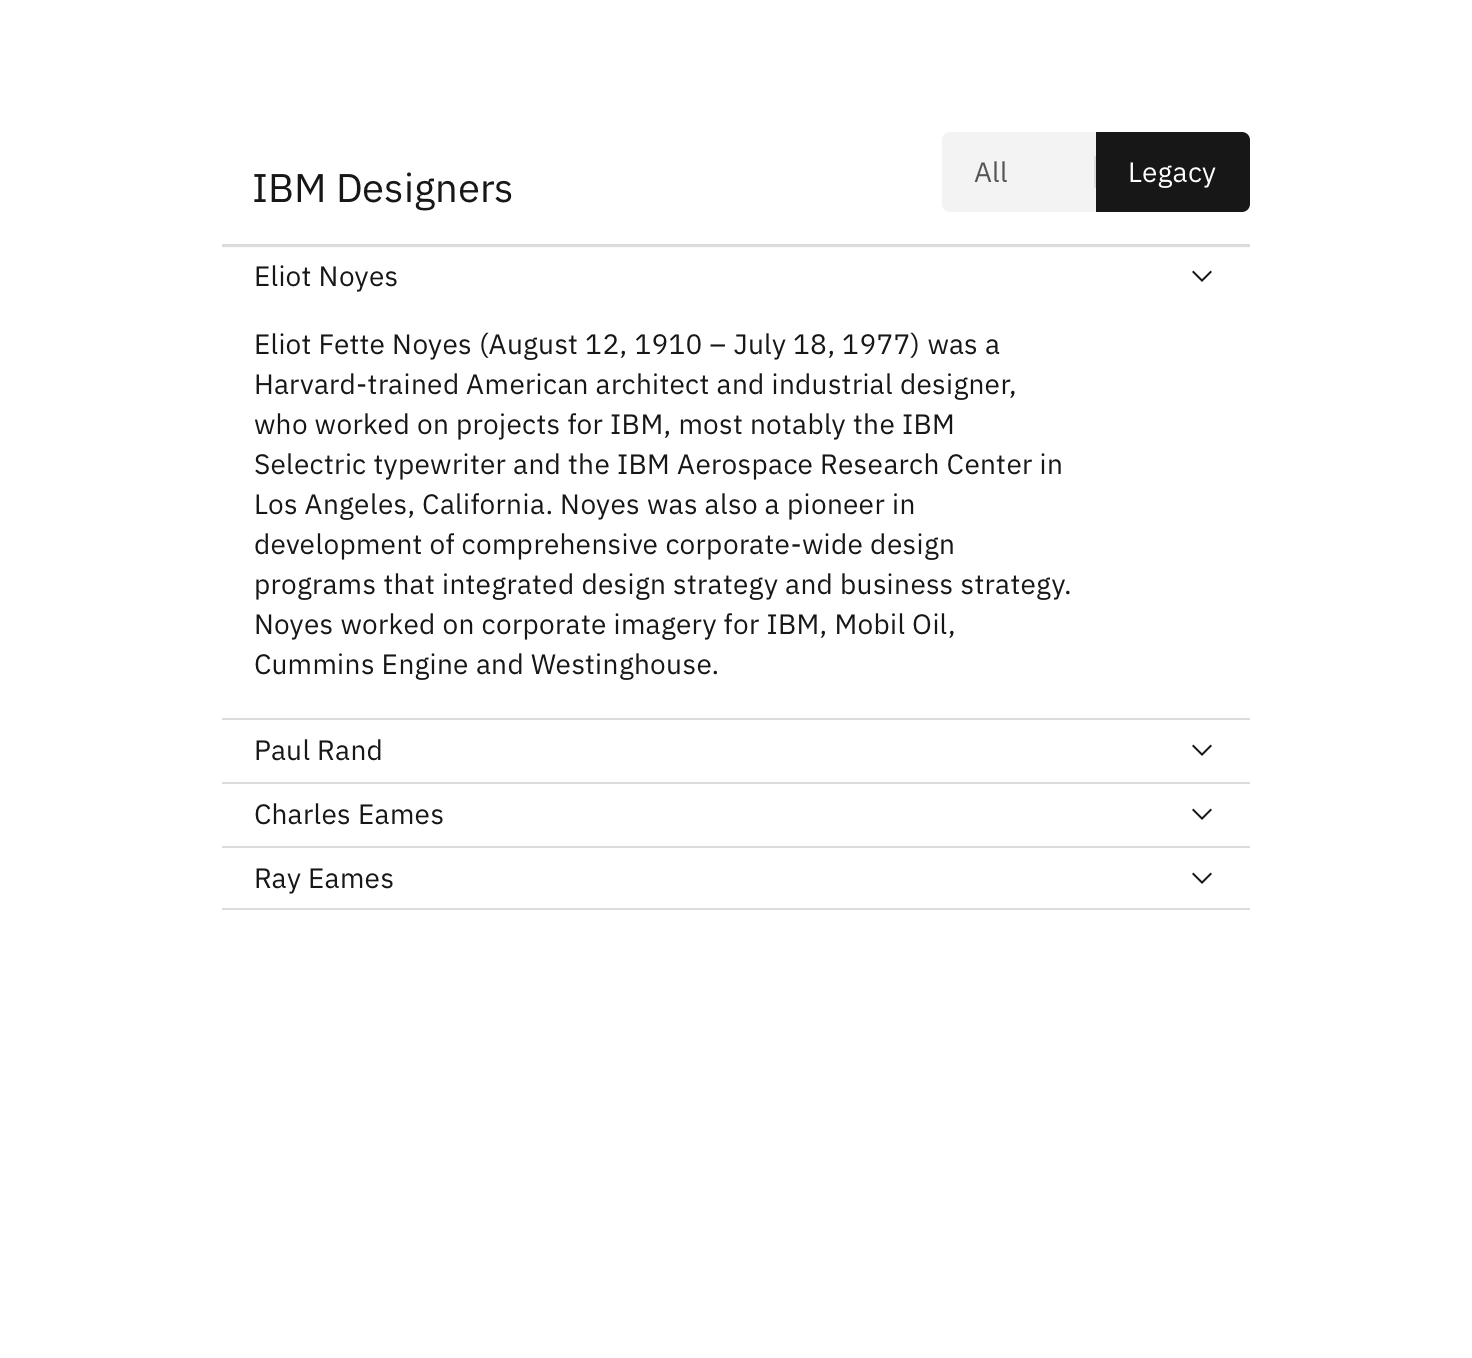 IBM Designers
All
Legacy
Eliot Noyes
Eliot Fette Noyes (August 12, 1910 – July 18, 1977) was a
Harvard-trained American architect and industrial designer,
who worked on projects for IBM, most notably the IBM
Selectric typewriter and the IBM Aerospace Research Center in
Los Angeles, California. Noyes was also a pioneer in
development of comprehensive corporate-wide design
programs that integrated design strategy and business strategy.
Noyes worked on corporate imagery for IBM, Mobil Oil,
Cummins Engine and Westinghouse.
Paul Rand
Charles Eames
Ray Eames